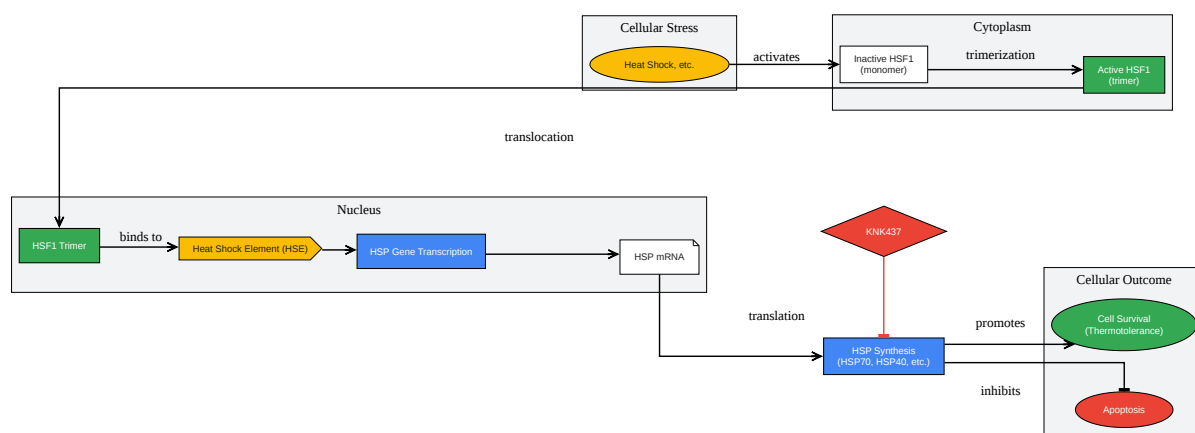 Cellular Stress
Heat Shock, etc.
activates
Cytoplasm
Inactive HSF1
(monomer)
trimerization
Active HSF1
(trimer)
translocation
Nucleus
HSF1 Trimer
binds to
Heat Shock Element (HSE)
HSP Gene Transcription
HSP mRNA
translation
KNK437
HSP Synthesis
(HSP70, HSP40, etc.)
promotes
inhibits
Cellular Outcome
Cell Survival
(Thermotolerance)
Apoptosis